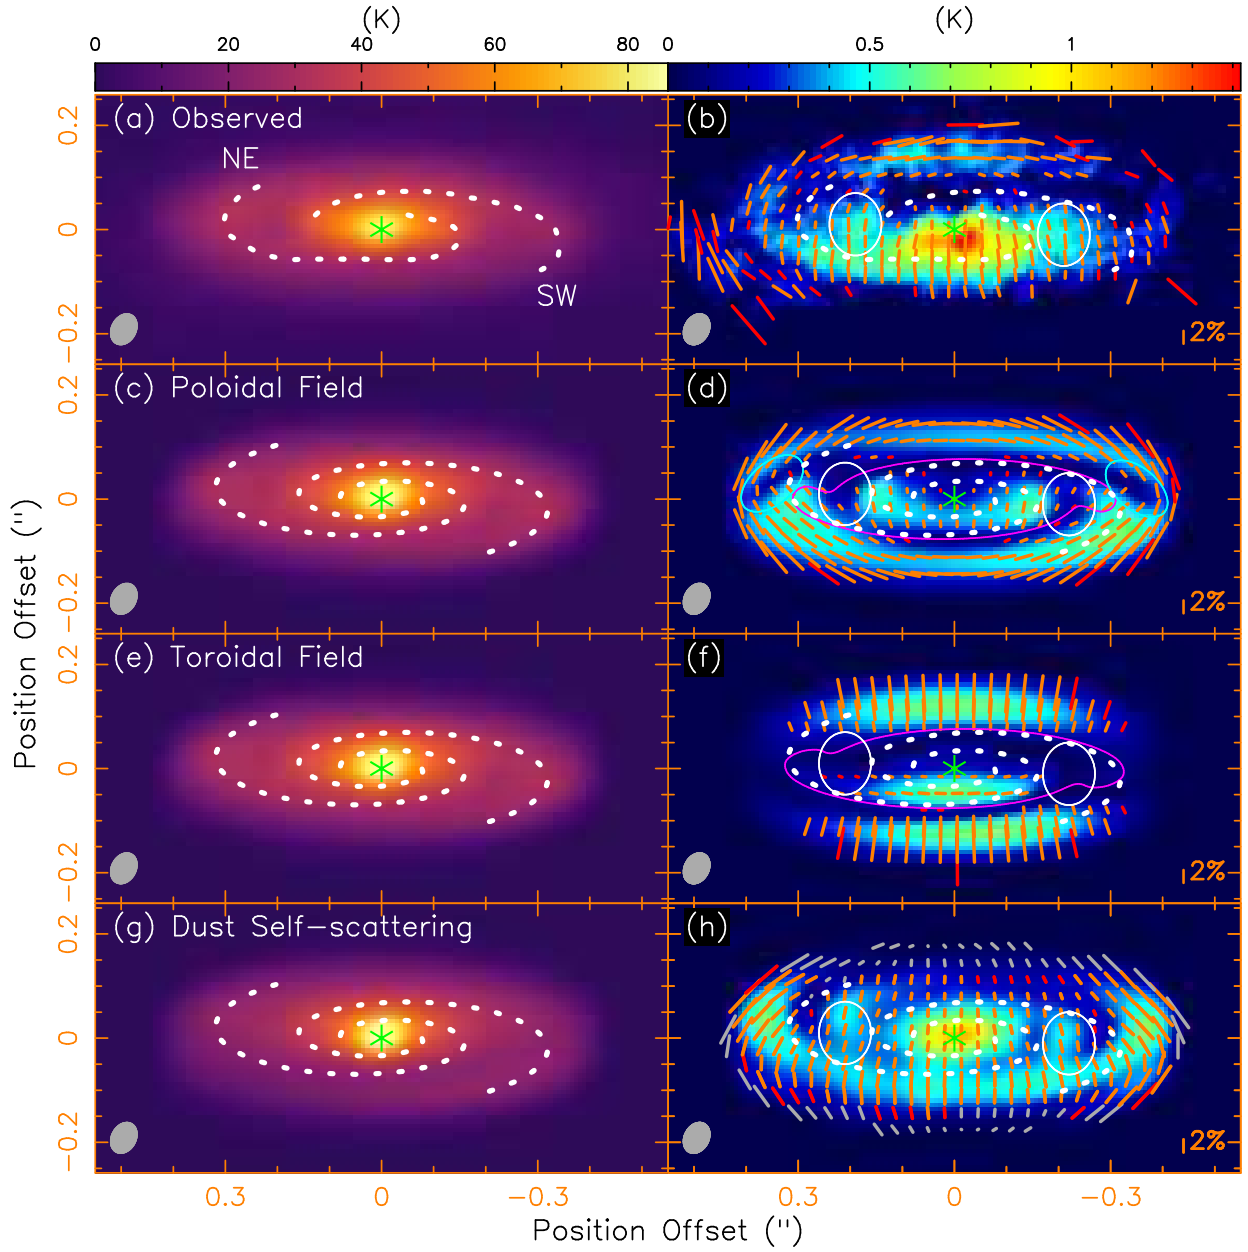 (K) (K)
0 20 40 60 80 0 0.5 1
(a) Observed (b)
NE
SW
0.2
0
−0.2
2%
(c) Poloidal Field (d)
0.2
0
−0.2
2%
(e) Toroidal Field (f)
0.2
0
−0.2
2%
(g) Dust Self−scattering (h)
0.2
0
−0.2
2%
0.3 0 −0.3 0.3 0 −0.3
Position Offset ('')
Position Offset ('')